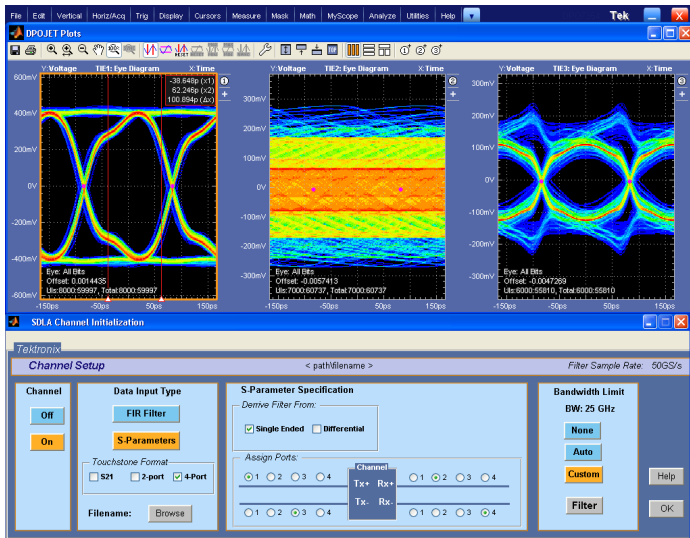 File Edit Vertical Horiz/Acq Trig Display Cursors Measure Mask Math MyScope Analyze Utilities Help Tek
DPOJET Plots
RESET
Y:Voltage TIE1: Eye Diagram X:Time
Y:Voltage TIE2: Eye Diagram X:Time
Y:Voltage TIE3: Eye Diagram X:Time
-38.648p (x1)
62.246p (x2)
100.894p (Δx)
1
2
3
600mV
400mV
200mV
0V
-200mV
-400mV
-600mV
Eye: All Bits
Offset: 0.0014435
UIs:8000:59997, Total:8000:59997
-150ps -50ps 50ps 150ps
300mV
200mV
100mV
0V
-100mV
-200mV
-300mV
Eye: All Bits
Offset: -0.0057413
UIs:7000:60737, Total:7000:60737
-150ps -50ps 50ps 150ps
300mV
200mV
100mV
0V
-100mV
-200mV
-300mV
Eye: All Bits
Offset: -0.0047269
UIs:6000:55810, Total:6000:55810
-150ps -50ps 50ps 150ps
SDLA Channel Initialization
Tektronix
Channel Setup < path\filename > Filter Sample Rate: 50GS/s
Channel
Off
On
Data Input Type
FIR Filter
S-Parameters
Touchstone Format
S21 2-port 4-Port
Filename: Browse
S-Parameter Specification
Derrive Filter From:
Single Ended Differential
Assign Ports:
Channel
1 2 3 4 Tx+ Rx+ 1 2 3 4
1 2 3 4 Tx- Rx- 1 2 3 4
Bandwidth Limit
BW: 25 GHz
None
Auto
Custom
Filter
Help
OK